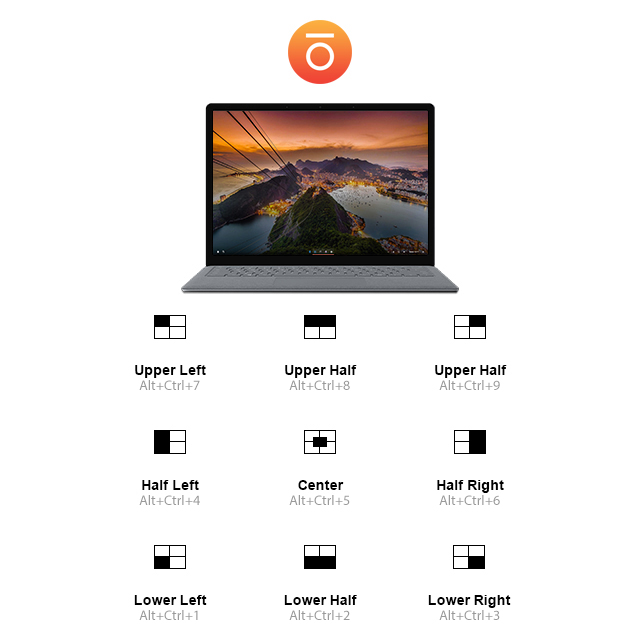 ō
Upper Left Upper Half Upper Half
Alt+Ctrl+7 Alt+Ctrl+8 Alt+Ctrl+9
Half Left Center Half Right
Alt+Ctrl+4 Alt+Ctrl+5 Alt+Ctrl+6
Lower Left Lower Half Lower Right
Alt+Ctrl+1 Alt+Ctrl+2 Alt+Ctrl+3